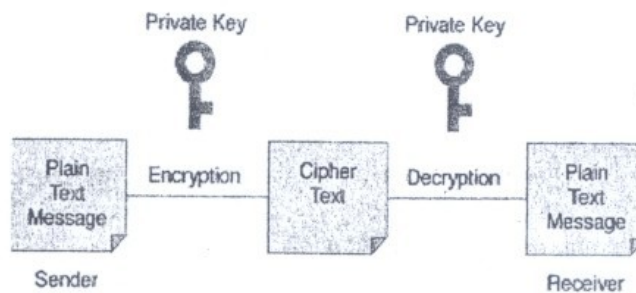 Private Key
Private Key
Plain
Text
Message
Encryption
Cipher
Text
Decryption
Plain
Text
Message
Sender
Receiver